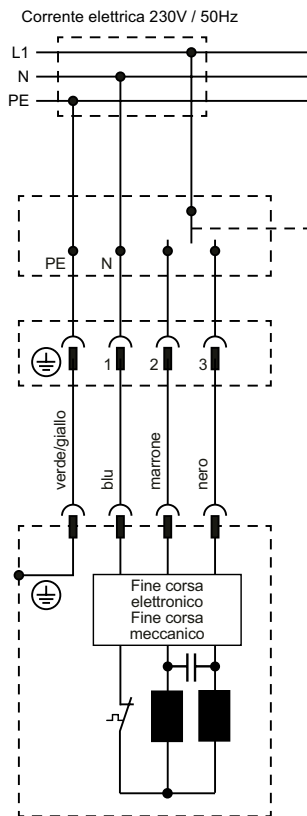 Corrente elettrica 230V / 50Hz
L1
N
PE
PE
N
1
2
3
verde/giallo
blu
marrone
nero
Fine corsa
elettronico
Fine corsa
meccanico